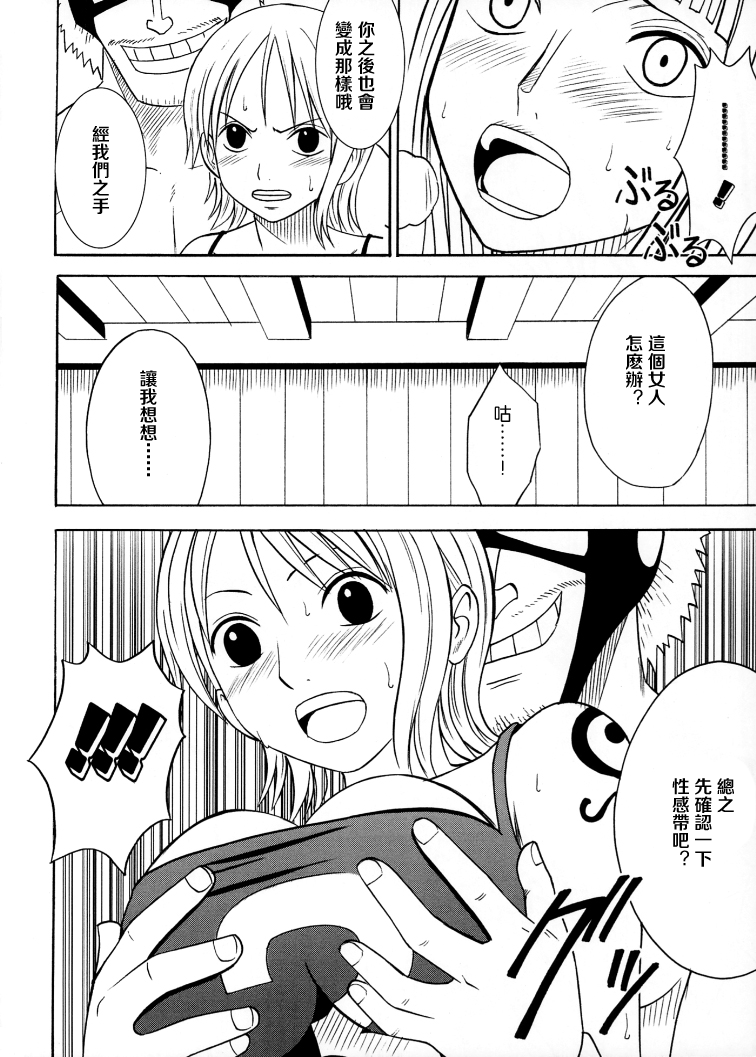 ………！
ぶるぶる
你之後也會
變成那樣哦
經我們之手
這個女人
怎麼辦？
咕……！
讓我想想……
總之
先確認一下
性感帶吧？
！！！
グッ